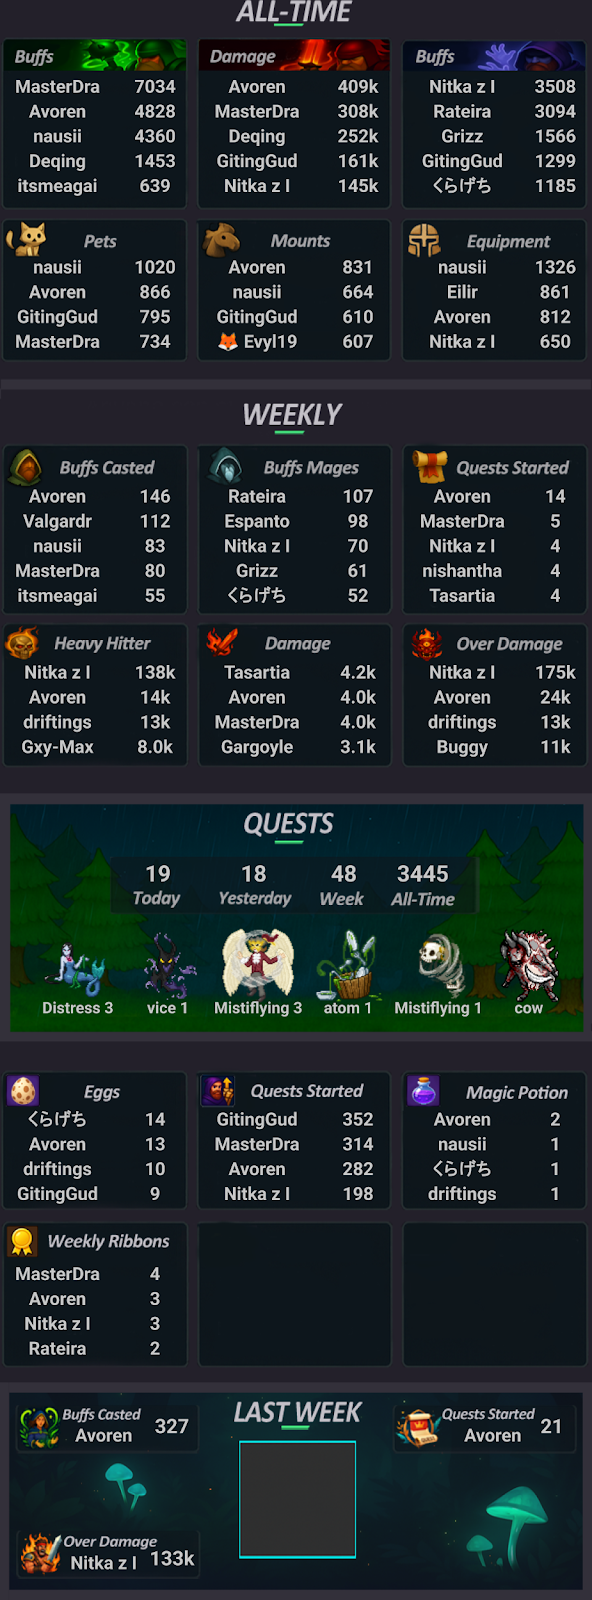 ALL-TIME
Buffs
MasterDra 7034
Avoren 4828
nausii 4360
Deqing 1453
itsmeagai 639
Damage
Avoren 409k
MasterDra 308k
Deqing 252k
GitingGud 161k
Nitka z I 145k
Buffs
Nitka z I 3508
Rateira 3094
Grizz 1566
GitingGud 1299
くらげち 1185
Pets
nausii 1020
Avoren 866
GitingGud 795
MasterDra 734
Mounts
Avoren 831
nausii 664
GitingGud 610
🦊 Evyl19 607
Equipment
nausii 1326
Eilir 861
Avoren 812
Nitka z I 650
WEEKLY
Buffs Casted
Avoren 146
Valgardr 112
nausii 83
MasterDra 80
itsmeagai 55
Buffs Mages
Rateira 107
Espanto 98
Nitka z I 70
Grizz 61
くらげち 52
Quests Started
Avoren 14
MasterDra 5
Nitka z I 4
nishantha 4
Tasartia 4
Heavy Hitter
Nitka z I 138k
Avoren 14k
driftings 13k
Gxy-Max 8.0k
Damage
Tasartia 4.2k
Avoren 4.0k
MasterDra 4.0k
Gargoyle 3.1k
Over Damage
Nitka z I 175k
Avoren 24k
driftings 13k
Buggy 11k
QUESTS
19 18 48 3445
Today Yesterday Week All-Time
Distress 3 vice 1 Mistiflying 3 atom 1 Mistiflying 1 cow
Eggs
くらげち 14
Avoren 13
driftings 10
GitingGud 9
Quests Started
GitingGud 352
MasterDra 314
Avoren 282
Nitka z I 198
Magic Potion
Avoren 2
nausii 1
くらげち 1
driftings 1
Weekly Ribbons
MasterDra 4
Avoren 3
Nitka z I 3
Rateira 2
LAST WEEK
Buffs Casted
Avoren 327
Quests Started
Avoren 21
Over Damage
Nitka z I 133k